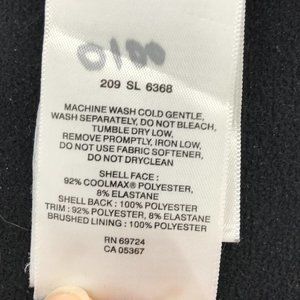 0010
209 SL 6368
MACHINE WASH COLD GENTLE,
WASH SEPARATELY, DO NOT BLEACH,
TUMBLE DRY LOW,
REMOVE PROMPTLY, IRON LOW,
DO NOT USE FABRIC SOFTENER,
DO NOT DRYCLEAN
SHELL FACE :
92% COOLMAX® POLYESTER,
8% ELASTANE
SHELL BACK : 100% POLYESTER
TRIM : 92% POLYESTER, 8% ELASTANE
BRUSHED LINING : 100% POLYESTER
RN 69724
CA 05367